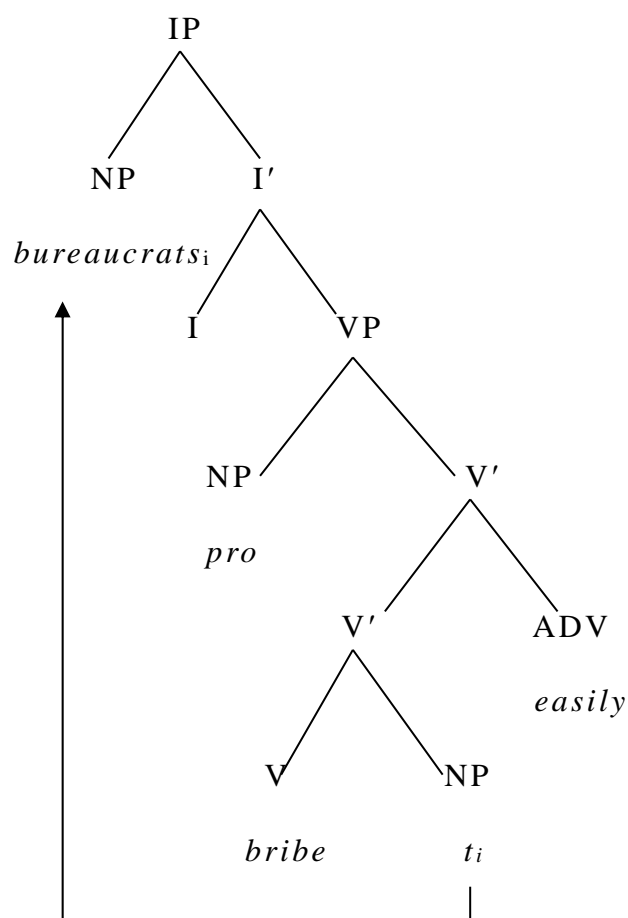 IP
NP I′
bureaucratsᵢ
I VP
NP V′
pro
V′ ADV
easily
V NP
bribe tᵢ